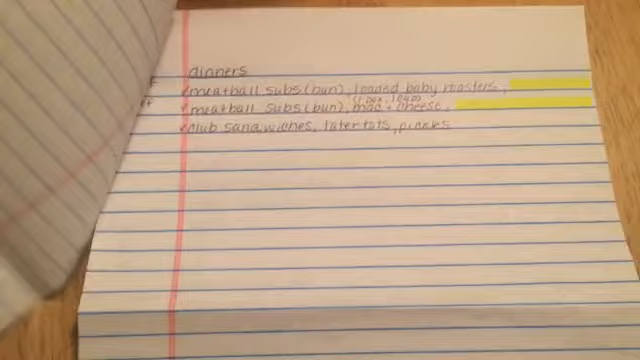 dinners
meatball subs (bun), loaded baby roasters,
meatball subs (bun), mac + cheese,
club sandwiches, tater tots, pickles